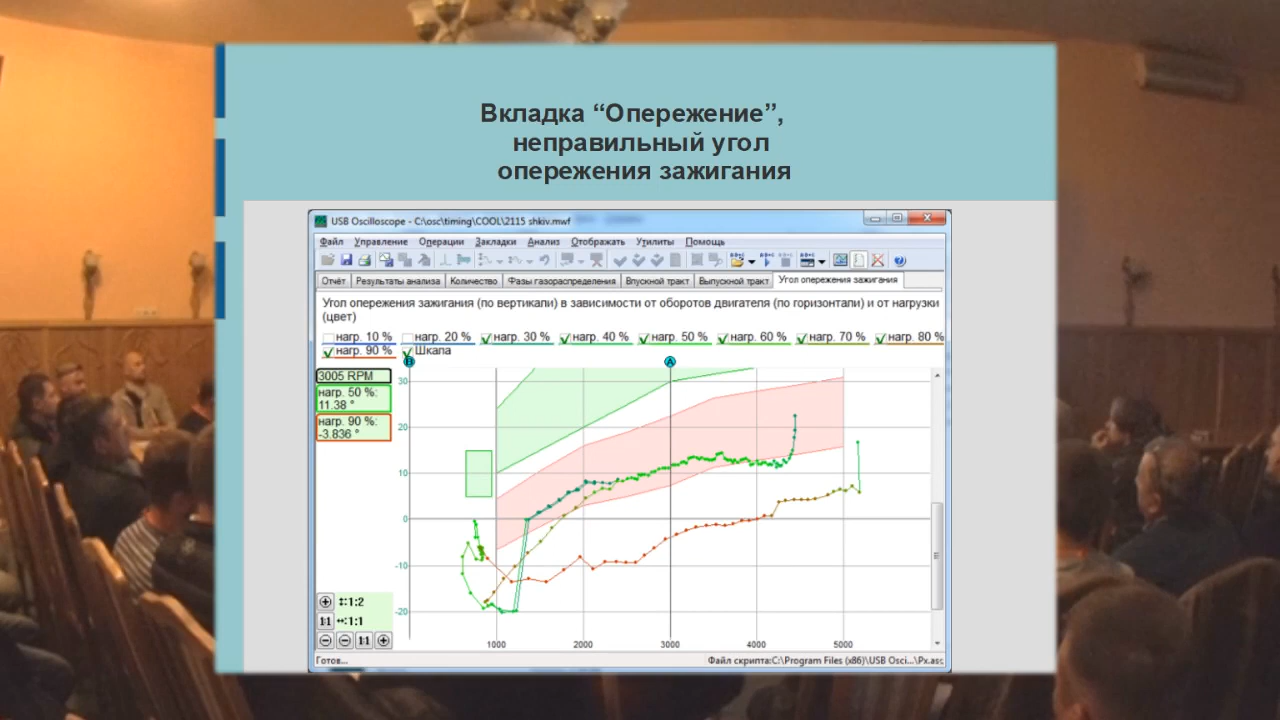 Вкладка “Опережение”,
неправильный угол
опережения зажигания
USB Oscilloscope - C:\osc\timing\COOL\2115 shkiv.mwf
Файл Управление Операции Закладки Анализ Отображать Утилиты Помощь
Отчёт Результаты анализа Количество Фазы газораспределения Впускной тракт Выпускной тракт Угол опережения зажигания
Угол опережения зажигания (по вертикали) в зависимости от оборотов двигателя (по горизонтали) и от нагрузки
(цвет)
нагр. 10 % нагр. 20 % нагр. 30 % нагр. 40 % нагр. 50 % нагр. 60 % нагр. 70 % нагр. 80 %
нагр. 90 % Шкала
B A
3005 RPM
нагр. 50 %:
11.38 °
нагр. 90 %:
-3.836 °
30
20
10
0
-10
-20
1:2
1:1 1:1
1:1
1000 2000 3000 4000 5000
Готов... Файл скрипта:C:\Program Files (x86)\USB Osci...\Px.asc